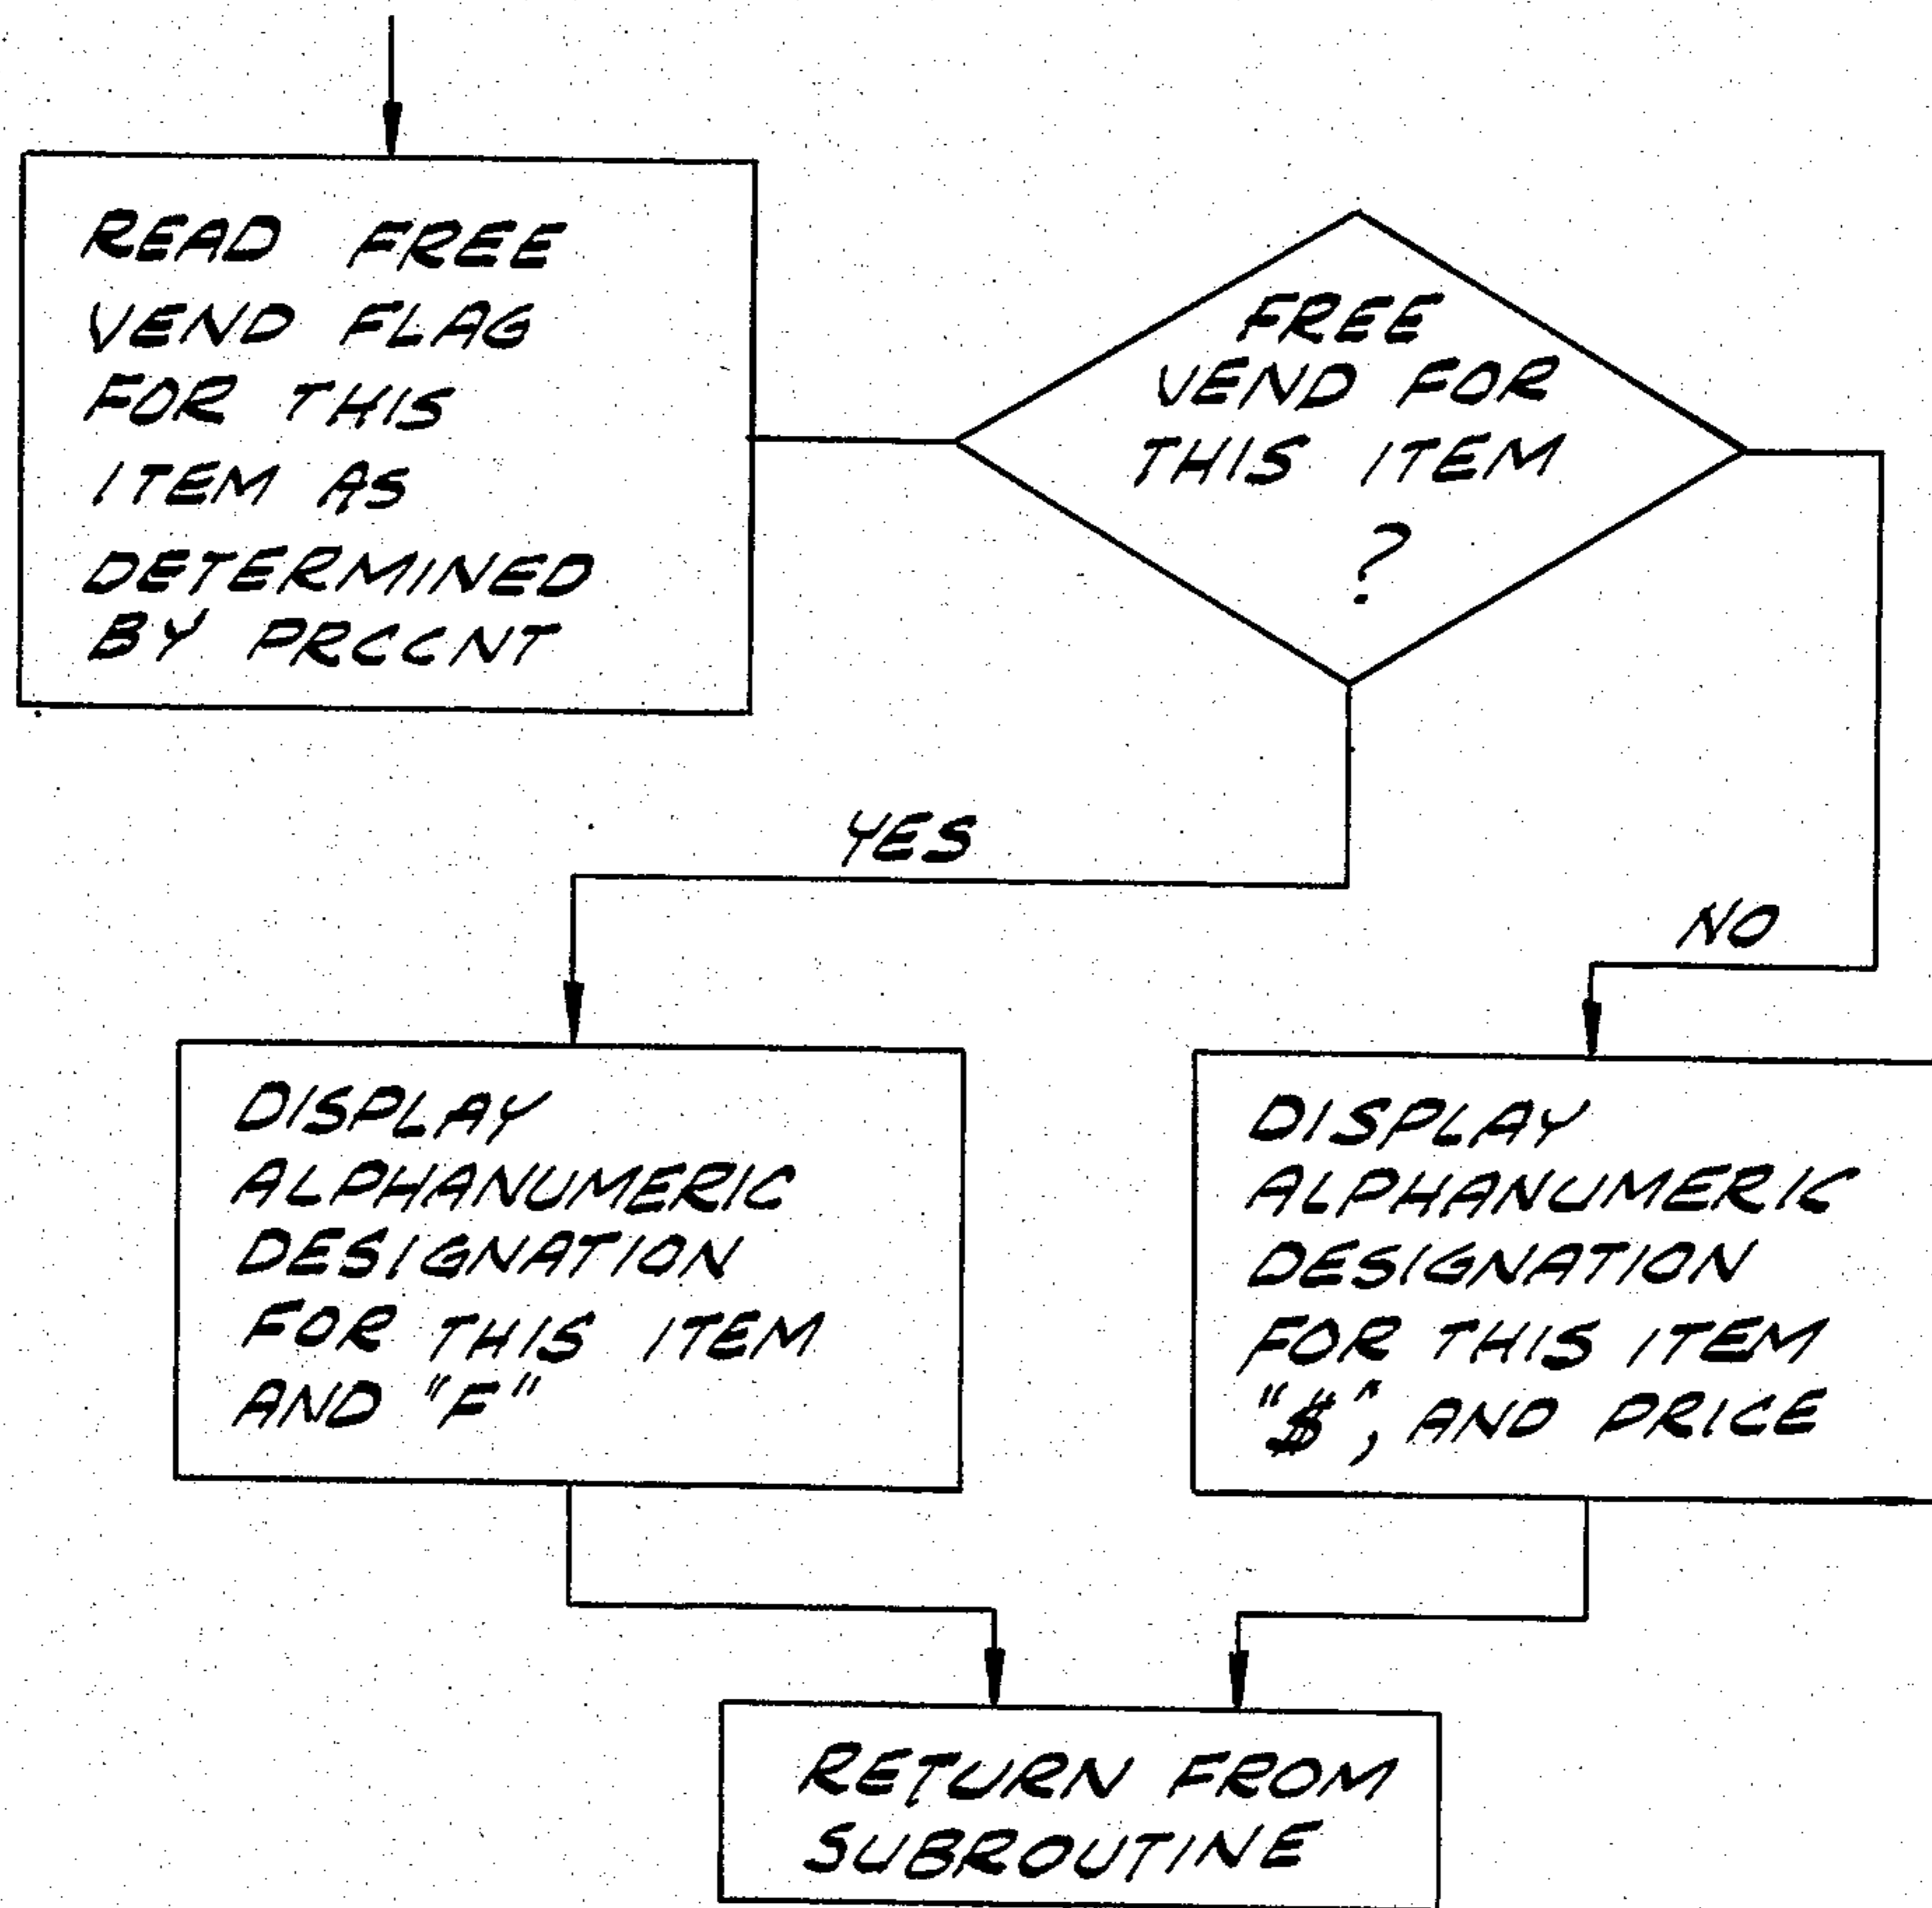 READ FREE
VEND FLAG
FOR THIS
ITEM AS
DETERMINED
BY PRCCNT
FREE
VEND FOR
THIS ITEM
?
YES
NO
DISPLAY
ALPHANUMERIC
DESIGNATION
FOR THIS ITEM
AND "F"
DISPLAY
ALPHANUMERIC
DESIGNATION
FOR THIS ITEM
"$", AND PRICE
RETURN FROM
SUBROUTINE